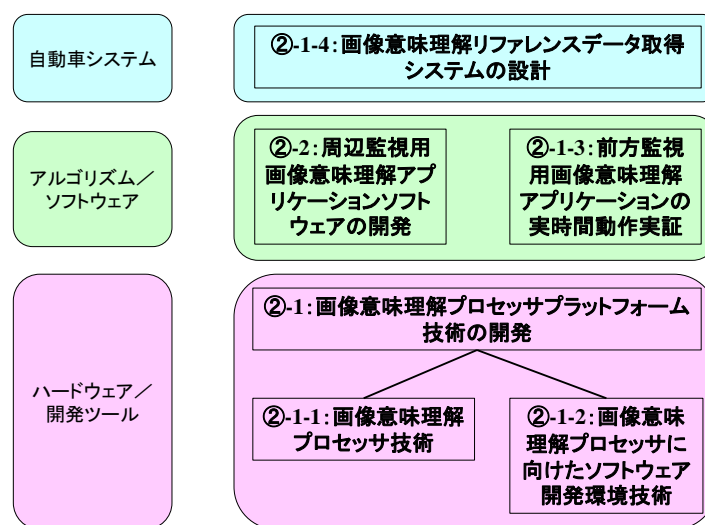 自動車システム
②-1-4：画像意味理解リファレンスデータ取得
システムの設計
アルゴリズム／
ソフトウェア
②-2：周辺監視用
画像意味理解アプ
リケーションソフト
ウェアの開発
②-1-3：前方監視
用画像意味理解
アプリケーションの
実時間動作実証
ハードウェア／
開発ツール
②-1：画像意味理解プロセッサプラットフォーム
技術の開発
②-1-1：画像意味理解
プロセッサ技術
②-1-2：画像意味
理解プロセッサに
向けたソフトウェア
開発環境技術